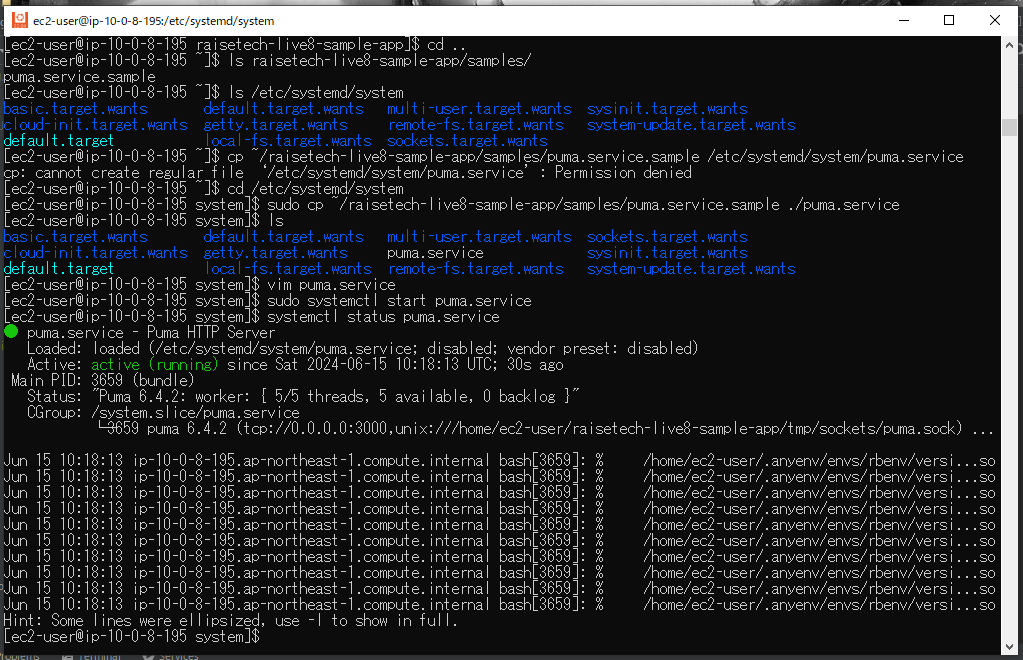 ec2-user@ip-10-0-8-195:/etc/systemd/system
[ec2-user@ip-10-0-8-195 raisetech-live8-sample-app]$ cd ..
[ec2-user@ip-10-0-8-195 ~]$ ls raisetech-live8-sample-app/samples/
puma.service.sample
[ec2-user@ip-10-0-8-195 ~]$ ls /etc/systemd/system
basic.target.wants default.target.wants multi-user.target.wants sysinit.target.wants
cloud-init.target.wants getty.target.wants remote-fs.target.wants system-update.target.wants
default.target local-fs.target.wants sockets.target.wants
[ec2-user@ip-10-0-8-195 ~]$ cp ~/raisetech-live8-sample-app/samples/puma.service.sample /etc/systemd/system/puma.service
cp: cannot create regular file ‘/etc/systemd/system/puma.service’: Permission denied
[ec2-user@ip-10-0-8-195 ~]$ cd /etc/systemd/system
[ec2-user@ip-10-0-8-195 system]$ sudo cp ~/raisetech-live8-sample-app/samples/puma.service.sample ./puma.service
[ec2-user@ip-10-0-8-195 system]$ ls
basic.target.wants default.target.wants multi-user.target.wants sockets.target.wants
cloud-init.target.wants getty.target.wants puma.service sysinit.target.wants
default.target local-fs.target.wants remote-fs.target.wants system-update.target.wants
[ec2-user@ip-10-0-8-195 system]$ vim puma.service
[ec2-user@ip-10-0-8-195 system]$ sudo systemctl start puma.service
[ec2-user@ip-10-0-8-195 system]$ systemctl status puma.service
● puma.service - Puma HTTP Server
Loaded: loaded (/etc/systemd/system/puma.service; disabled; vendor preset: disabled)
Active: active (running) since Sat 2024-06-15 10:18:13 UTC; 30s ago
Main PID: 3659 (bundle)
Status: "Puma 6.4.2: worker: { 5/5 threads, 5 available, 0 backlog }"
CGroup: /system.slice/puma.service
└─3659 puma 6.4.2 (tcp://0.0.0.0:3000,unix:///home/ec2-user/raisetech-live8-sample-app/tmp/sockets/puma.sock) ...
Jun 15 10:18:13 ip-10-0-8-195.ap-northeast-1.compute.internal bash[3659]: % /home/ec2-user/.anyenv/envs/rbenv/versi...so
Jun 15 10:18:13 ip-10-0-8-195.ap-northeast-1.compute.internal bash[3659]: % /home/ec2-user/.anyenv/envs/rbenv/versi...so
Jun 15 10:18:13 ip-10-0-8-195.ap-northeast-1.compute.internal bash[3659]: % /home/ec2-user/.anyenv/envs/rbenv/versi...so
Jun 15 10:18:13 ip-10-0-8-195.ap-northeast-1.compute.internal bash[3659]: % /home/ec2-user/.anyenv/envs/rbenv/versi...so
Jun 15 10:18:13 ip-10-0-8-195.ap-northeast-1.compute.internal bash[3659]: % /home/ec2-user/.anyenv/envs/rbenv/versi...so
Jun 15 10:18:13 ip-10-0-8-195.ap-northeast-1.compute.internal bash[3659]: % /home/ec2-user/.anyenv/envs/rbenv/versi...so
Jun 15 10:18:13 ip-10-0-8-195.ap-northeast-1.compute.internal bash[3659]: % /home/ec2-user/.anyenv/envs/rbenv/versi...so
Jun 15 10:18:13 ip-10-0-8-195.ap-northeast-1.compute.internal bash[3659]: % /home/ec2-user/.anyenv/envs/rbenv/versi...so
Jun 15 10:18:13 ip-10-0-8-195.ap-northeast-1.compute.internal bash[3659]: % /home/ec2-user/.anyenv/envs/rbenv/versi...so
Jun 15 10:18:13 ip-10-0-8-195.ap-northeast-1.compute.internal bash[3659]: % /home/ec2-user/.anyenv/envs/rbenv/versi...so
Hint: Some lines were ellipsized, use -l to show in full.
[ec2-user@ip-10-0-8-195 system]$